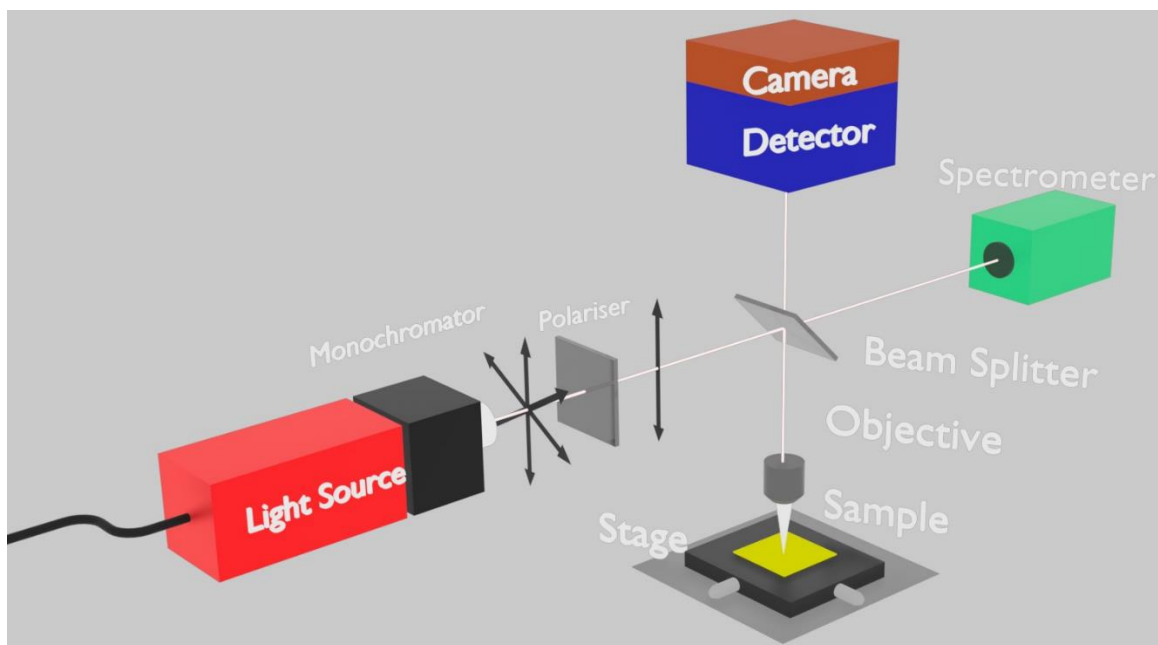 Camera
Detector
Spectrometer
Monochromator
Polariser
Beam Splitter
Objective
Light Source
Sample
Stage